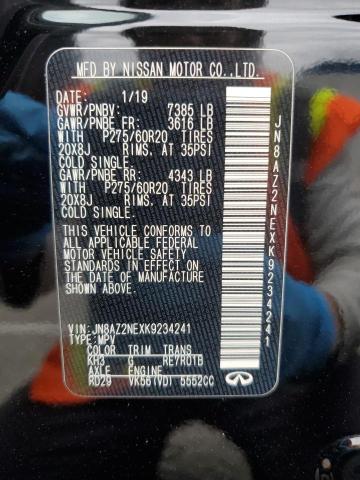 MFD BY NISSAN MOTOR CO.,LTD.
DATE: 1/19
GVWR/PNBV: 7385 LB
GAWR/PNBE FR: 3616 LB
WITH P275/60R20 TIRES
20X8J RIMS, AT 35PSI
COLD SINGLE.
GAWR/PNBE RR: 4343 LB
WITH P275/60R20 TIRES
20X8J RIMS, AT 35PSI
COLD SINGLE.
THIS VEHICLE CONFORMS TO
ALL APPLICABLE FEDERAL
MOTOR VEHICLE SAFETY
STANDARDS IN EFFECT ON
THE DATE OF MANUFACTURE
SHOWN ABOVE.
VIN:JN8AZ2NEXK9234241
TYPE:MPV
COLOR TRIM TRANS
KH3 G RE7R01B
AXLE ENGINE
RD29 VK56(VD) 5552CC
JN8AZ2NEXK9234241
INFINITI